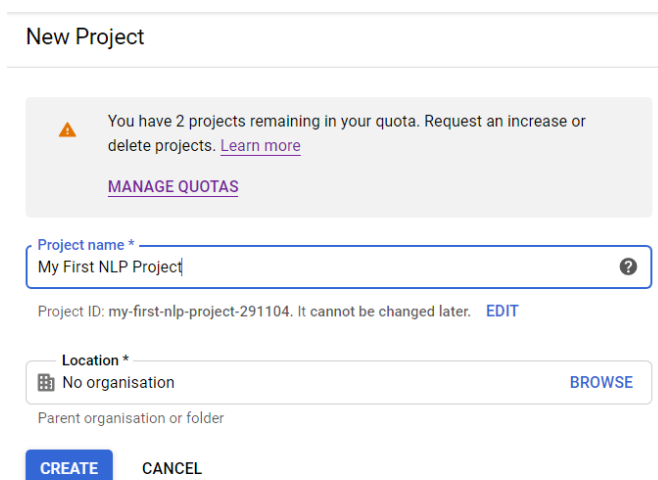 New Project
You have 2 projects remaining in your quota. Request an increase or
delete projects. Learn more
MANAGE QUOTAS
Project name *
My First NLP Project
Project ID: my-first-nlp-project-291104. It cannot be changed later. EDIT
Location *
No organisation BROWSE
Parent organisation or folder
CREATE CANCEL